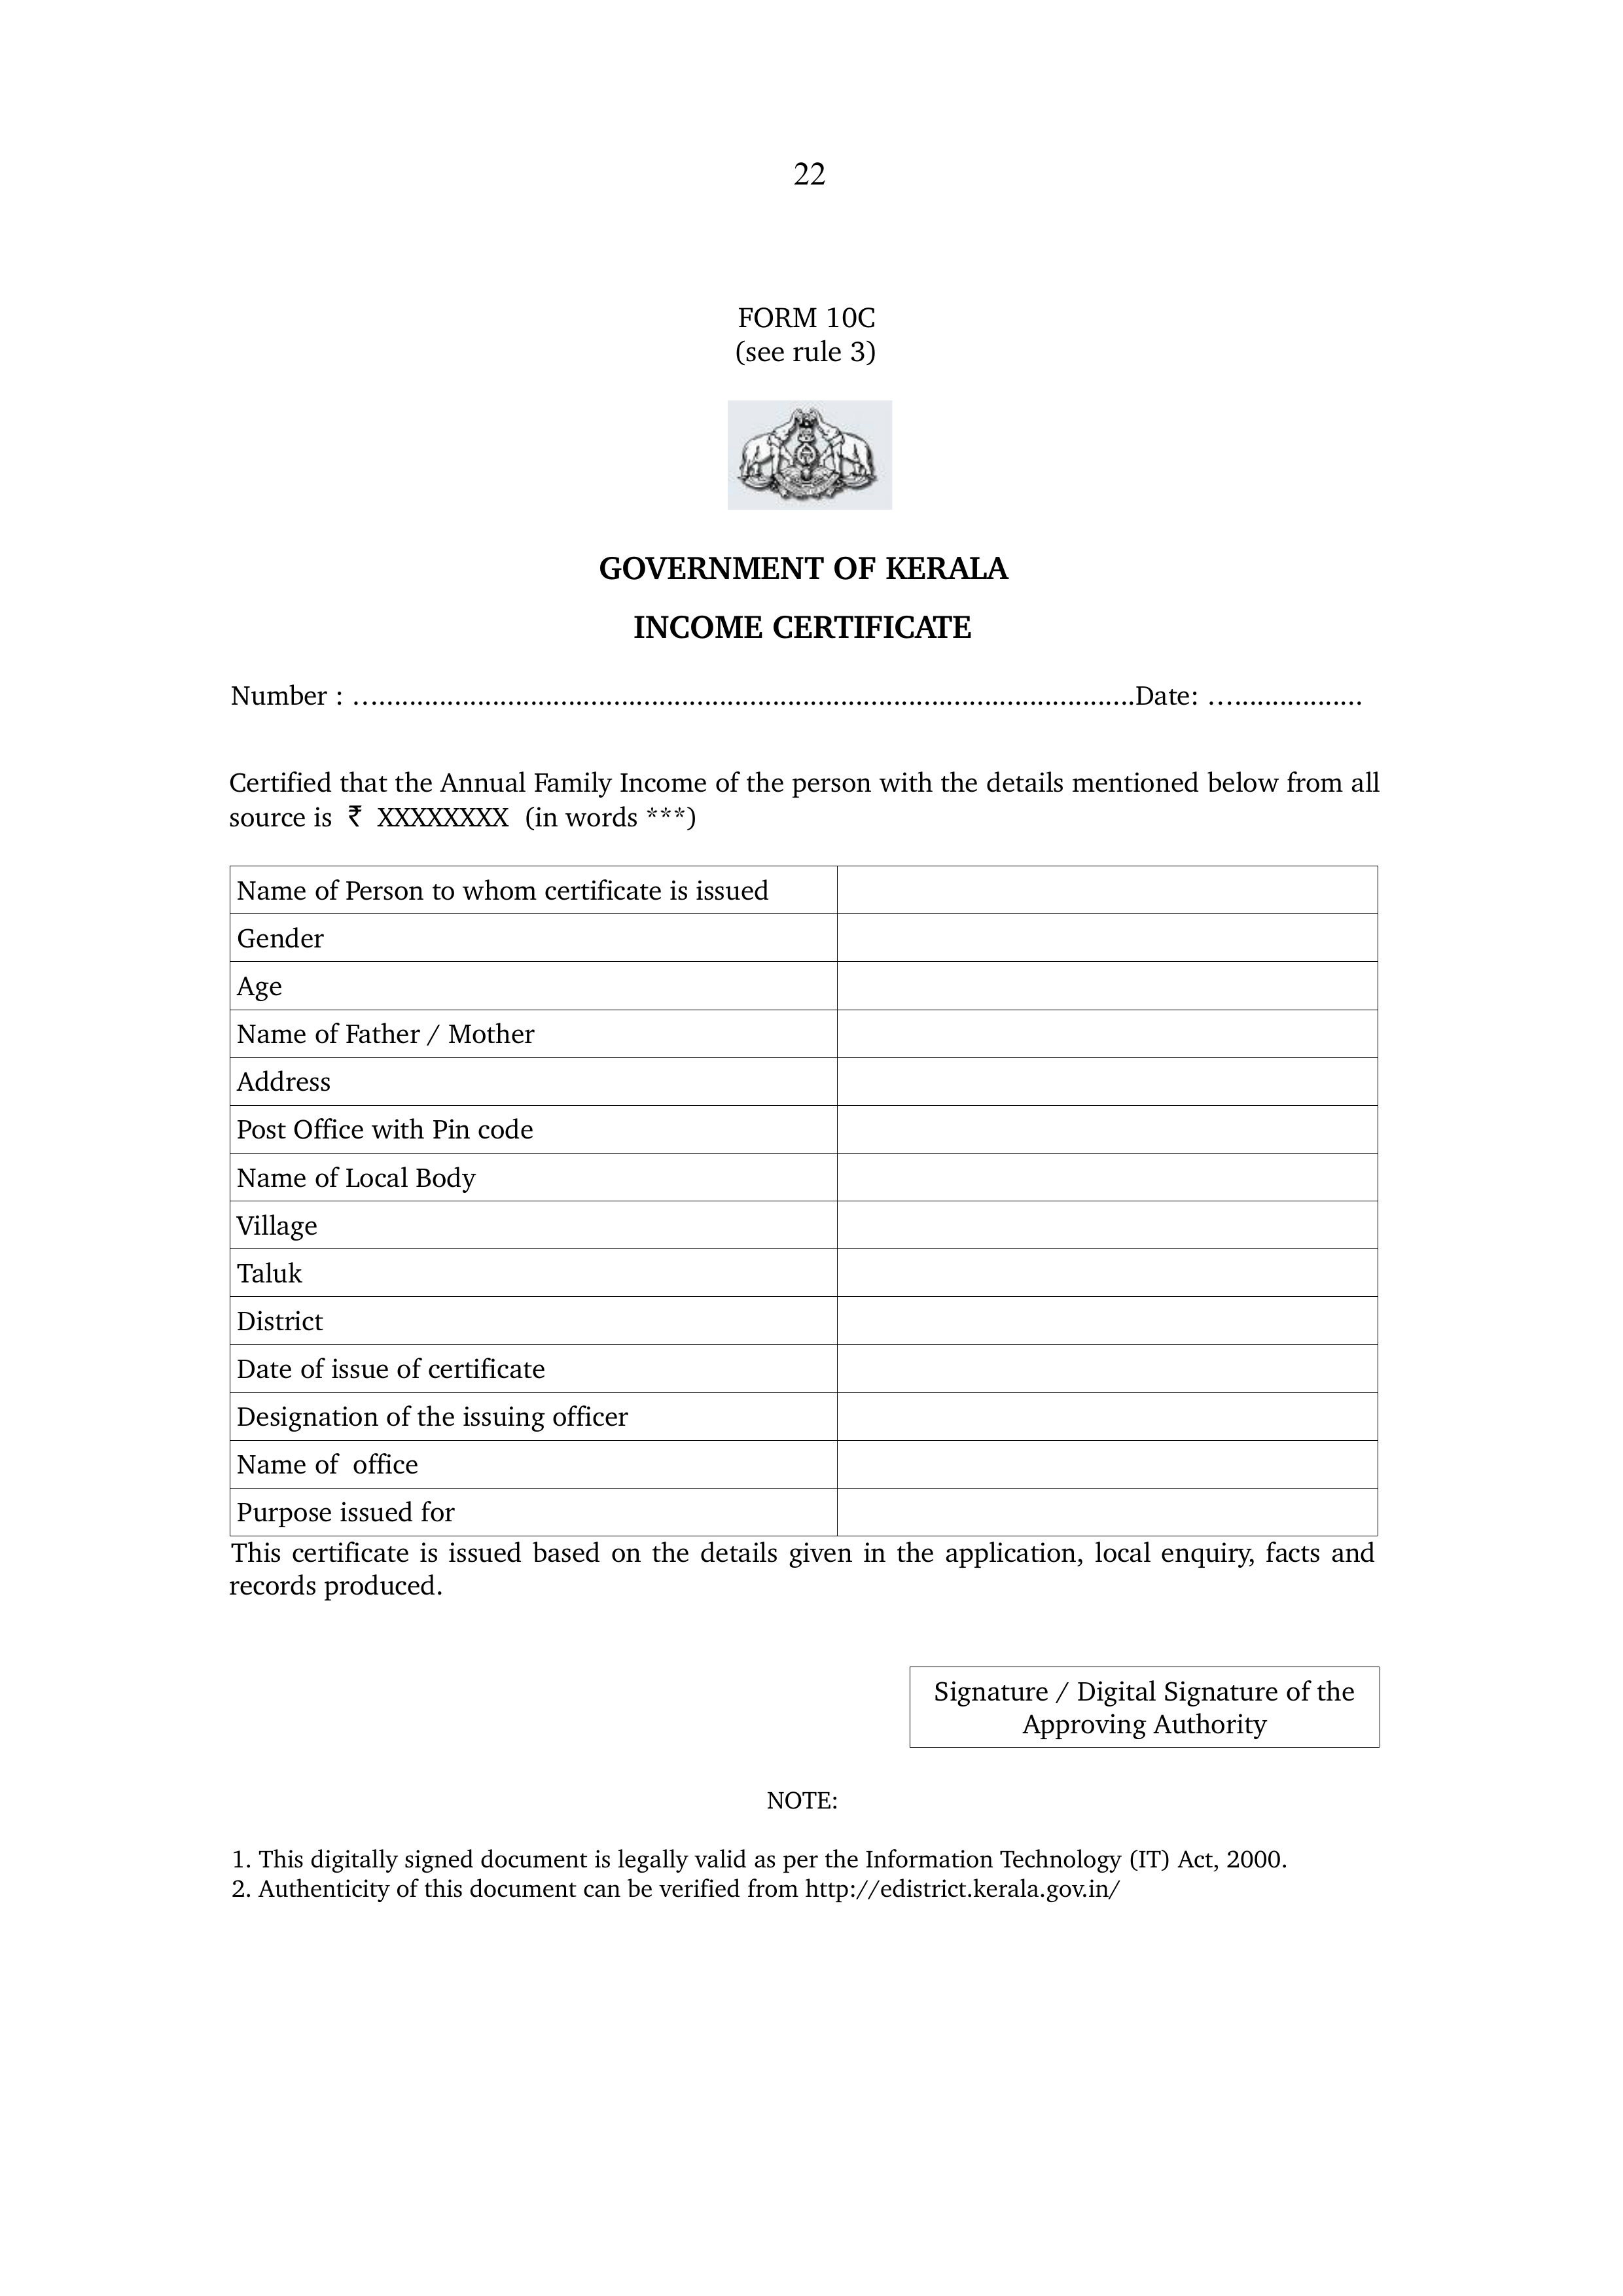 22
FORM 10C
(see rule 3)
GOVERNMENT OF KERALA
INCOME CERTIFICATE
Number : …....................................................................................................Date: ….................
Certified that the Annual Family Income of the person with the details mentioned below from all
source is ₹ XXXXXXXX (in words ***)
Name of Person to whom certificate is issued
Gender
Age
Name of Father / Mother
Address
Post Office with Pin code
Name of Local Body
Village
Taluk
District
Date of issue of certificate
Designation of the issuing officer
Name of office
Purpose issued for
This certificate is issued based on the details given in the application, local enquiry, facts and
records produced.
Signature / Digital Signature of the
Approving Authority
NOTE:
1. This digitally signed document is legally valid as per the Information Technology (IT) Act, 2000.
2. Authenticity of this document can be verified from http://edistrict.kerala.gov.in/